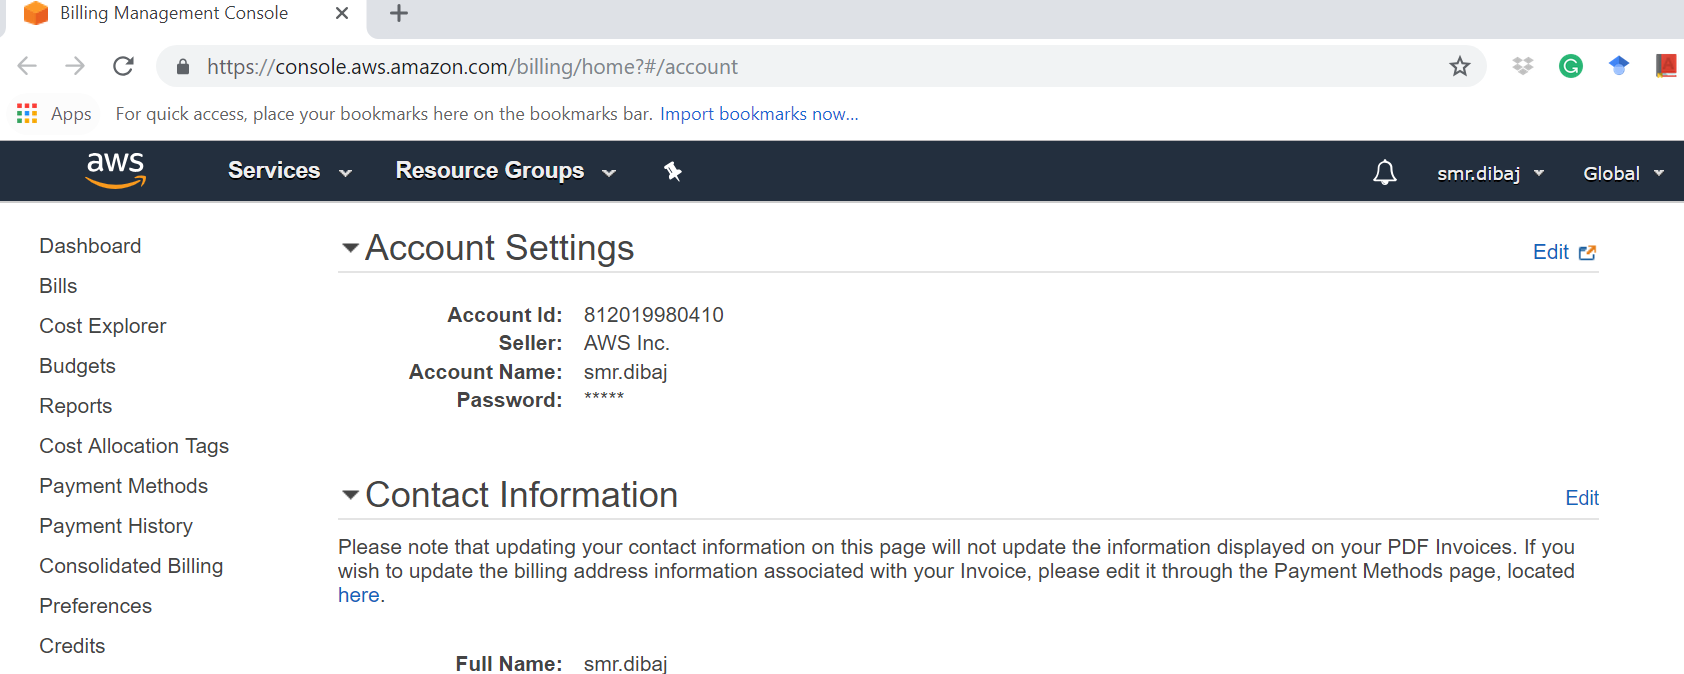 Billing Management Console
https://console.aws.amazon.com/billing/home?#/account
Apps For quick access, place your bookmarks here on the bookmarks bar. Import bookmarks now...
aws Services Resource Groups smr.dibaj Global
Dashboard
Bills
Cost Explorer
Budgets
Reports
Cost Allocation Tags
Payment Methods
Payment History
Consolidated Billing
Preferences
Credits
Account Settings Edit
Account Id: 812019980410
Seller: AWS Inc.
Account Name: smr.dibaj
Password: *****
Contact Information Edit
Please note that updating your contact information on this page will not update the information displayed on your PDF Invoices. If you
wish to update the billing address information associated with your Invoice, please edit it through the Payment Methods page, located
here.
Full Name: smr.dibaj